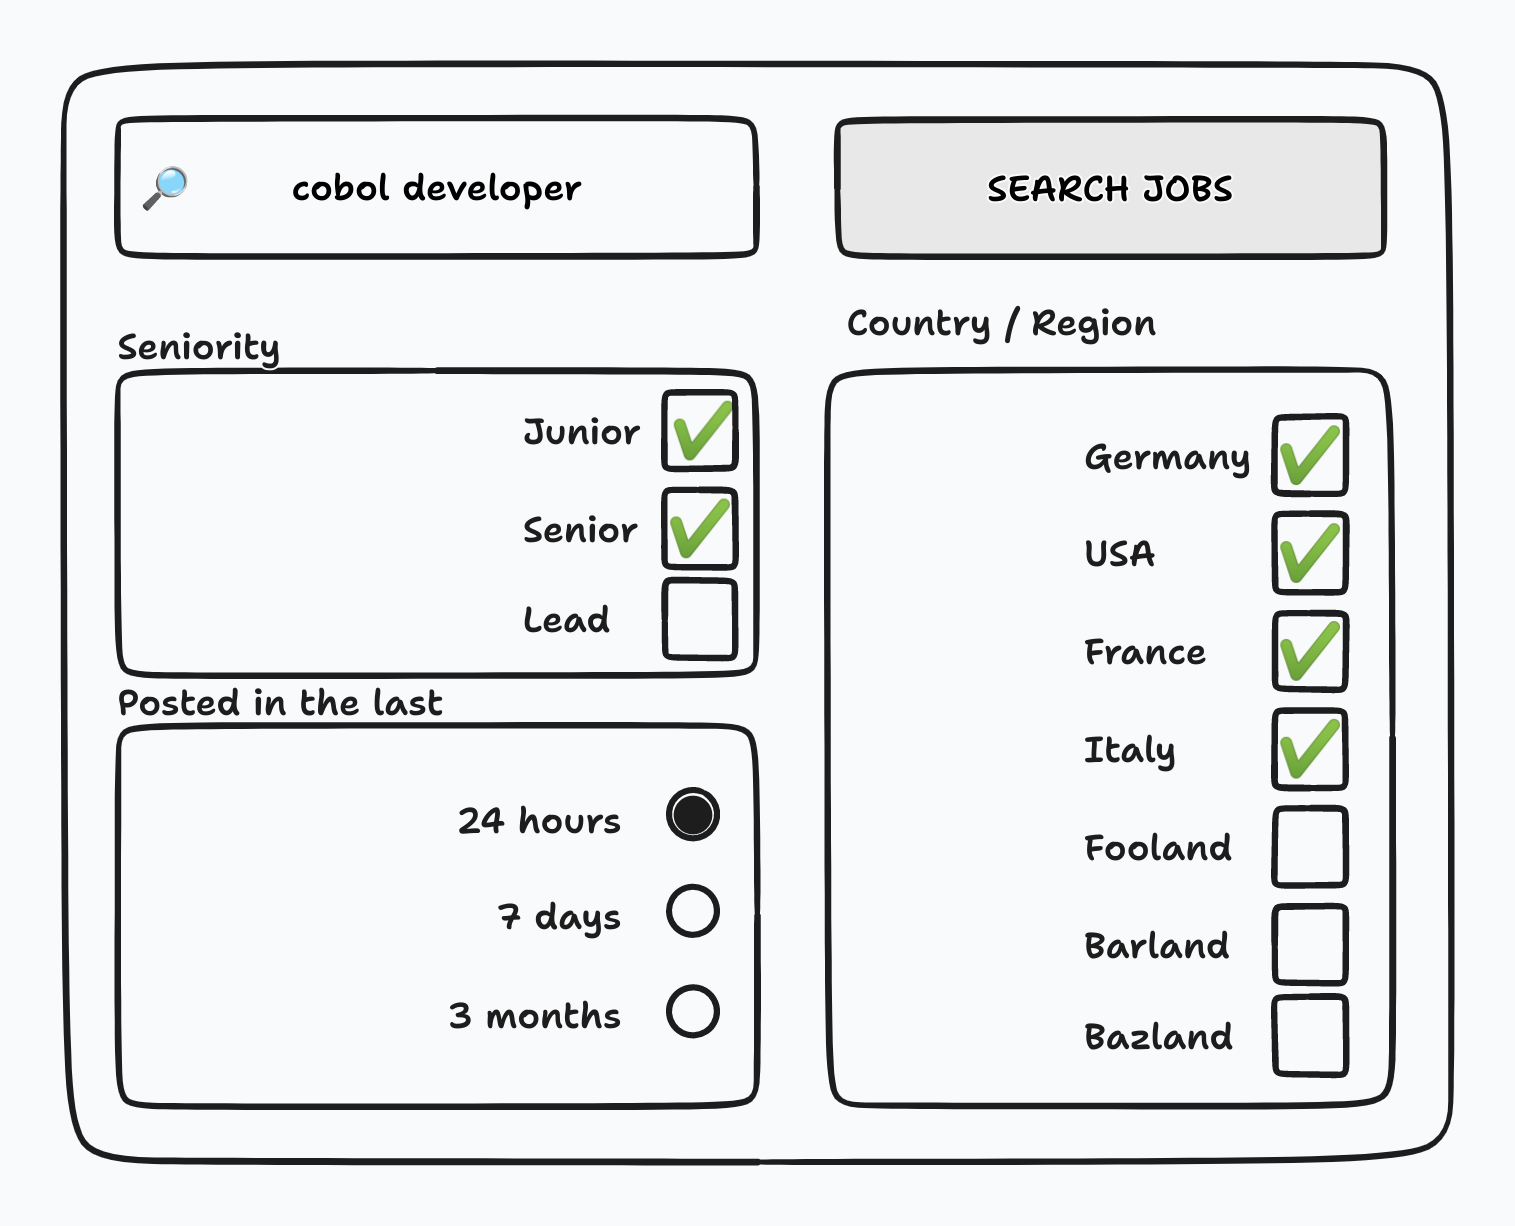 cobol developer
SEARCH JOBS
Seniority
Junior
Senior
Lead
Posted in the last
24 hours
7 days
3 months
Country / Region
Germany
USA
France
Italy
Fooland
Barland
Bazland